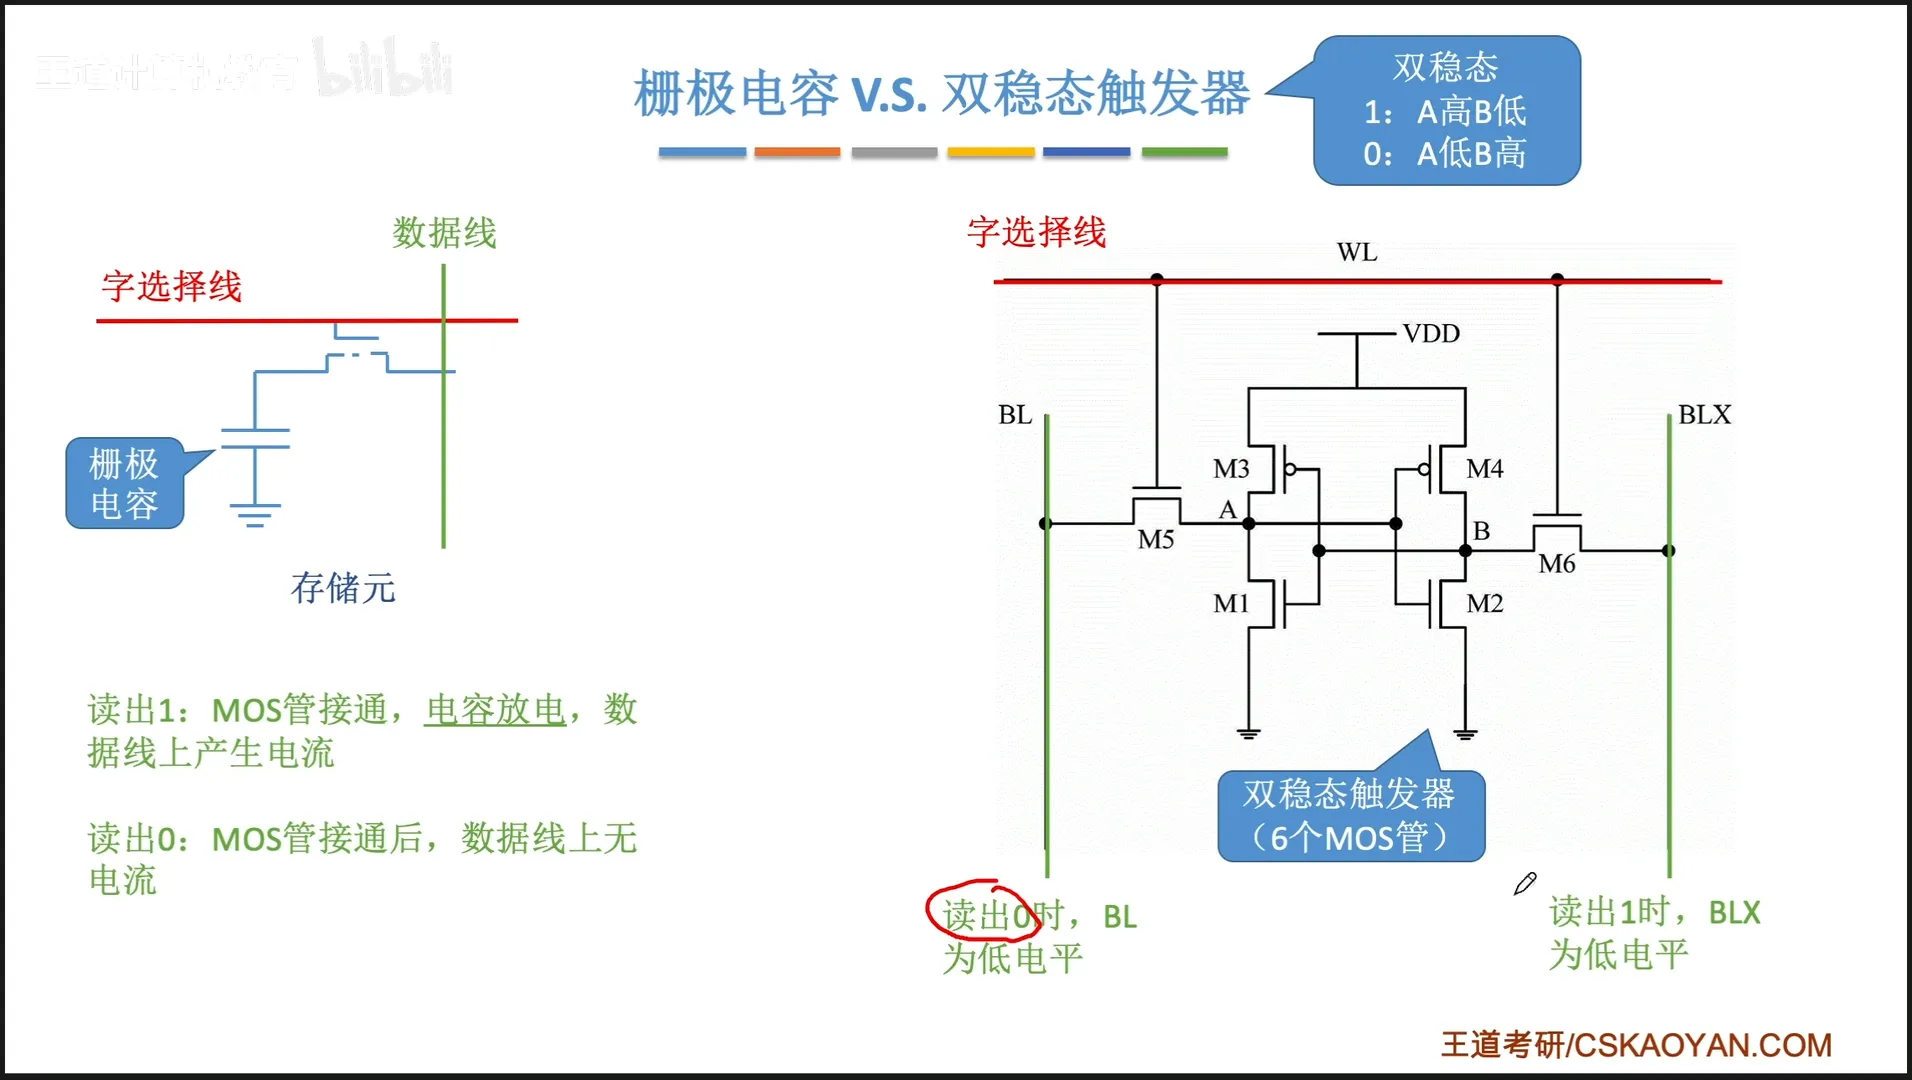 王道计算机教育 bilibili
栅极电容 V.S. 双稳态触发器
双稳态
1：A高B低
0：A低B高
数据线
字选择线
栅极
电容
存储元
读出1：MOS管接通，电容放电，数
据线上产生电流
读出0：MOS管接通后，数据线上无
电流
字选择线
WL
VDD
BL
BLX
M3
M4
A
M5
B
M6
M1
M2
双稳态触发器
（6个MOS管）
读出0时，BL
为低电平
读出1时，BLX
为低电平
王道考研/CSKAOYAN.COM